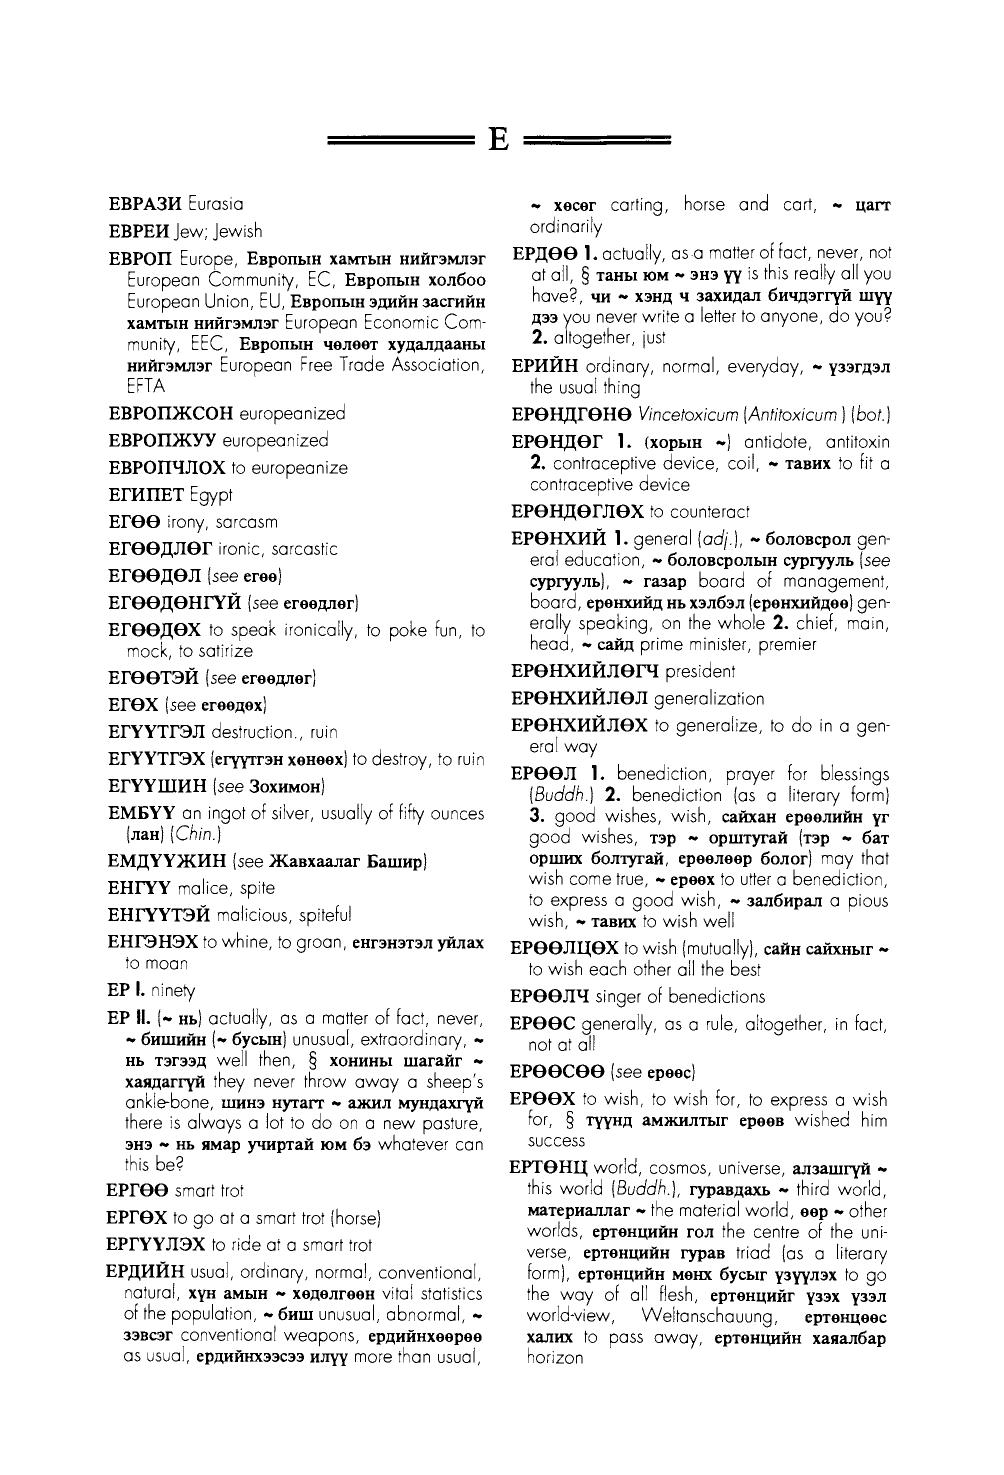 Е
ЕВРАЗИ Eurasia
ЕВРЕИ Jew; Jewish
ЕВРОП Europe, Европын хамтын нийгэмлэг
European Community, EC, Европын холбоо
European Union, EU, Европын эдийн засгийн
хамтын нийгэмлэг European Economic Com-
munity, EEC, Европын чөлөөт худалдааны
нийгэмлэг European Free Trade Association,
EFTA
ЕВРОПЖСОН europeanized
ЕВРОПЖУУ europeanized
ЕВРОПЧЛОХ to europeanize
ЕГИПЕТ Egypt
ЕГӨӨ irony, sarcasm
ЕГӨӨДЛӨГ ironic, sarcastic
ЕГӨӨДӨЛ (see егөө)
ЕГӨӨДӨНГҮЙ (see егөөдлөг)
ЕГӨӨДӨХ to speak ironically, to poke fun, to
mock, to satirize
ЕГӨӨТЭЙ (see егөөдлөг)
ЕГӨХ (see егөөдөх)
ЕГҮҮТГЭЛ destruction., ruin
ЕГҮҮТГЭХ (егүүтгэн хөнөөх) to destroy, to ruin
ЕГҮҮШИН (see Зохимон)
ЕМБҮҮ an ingot of silver, usually of fifty ounces
(лан) (Chin.)
ЕМДҮҮЖИН (see Жавхаалаг Башир)
ЕНГҮҮ malice, spite
ЕНГҮҮТЭЙ malicious, spiteful
ЕНГЭНЭХ to whine, to groan, енгэнэтэл уйлах
to moan
ЕР I. ninety
ЕР II. (~ нь) actually, as a matter of fact, never,
~ бишийн (~ бусын) unusual, extraordinary, ~
нь тэгээд well then, § хонины шагайг ~
хаядаггүй they never throw away a sheep's
ankle-bone, шинэ нутагт ~ ажил мундахгүй
there is always a lot to do on a new pasture,
энэ ~ нь ямар учиртай юм бэ whatever can
this be?
ЕРГӨӨ smart trot
ЕРГӨХ to go at a smart trot (horse)
ЕРГҮҮЛЭХ to ride at a smart trot
ЕРДИЙН usual, ordinary, normal, conventional,
natural, хүн амын ~ хөдөлгөөн vital statistics
of the population, ~ биш unusual, abnormal, ~
зэвсэг conventional weapons, ердийнхөөрөө
as usual, ердийнхээсээ илүү more than usual,
~ хөсөг carting, horse and cart, ~ цагт
ordinarily
ЕРДӨӨ 1. actually, as a matter of fact, never, not
at all, § таны юм ~ энэ үү is this really all you
have?, чи ~ хэнд ч захидал бичдэггүй шүү
дээ you never write a letter to anyone, do you?
2. altogether, just
ЕРИЙН ordinary, normal, everyday, ~ үзэгдэл
the usual thing
ЕРӨНДГӨНӨ Vincetoxicum (Antitoxicum ) (bot.)
ЕРӨНДӨГ 1. (хорын ~) antidote, antitoxin
2. contraceptive device, coil, ~ тавих to fit a
contraceptive device
ЕРӨНДӨГЛӨХ to counteract
ЕРӨНХИЙ 1. general (adj.), ~ боловсрол gen-
eral education, ~ боловсролын сургууль (see
сургууль), ~ газар board of management,
board, ерөнхийд нь хэлбэл (ерөнхийдөө) gen-
erally speaking, on the whole 2. chief, main,
head, ~ сайд prime minister, premier
ЕРӨНХИЙЛӨГЧ president
ЕРӨНХИЙЛӨЛ generalization
ЕРӨНХИЙЛӨХ to generalize, to do in a gen-
eral way
ЕРӨӨЛ 1. benediction, prayer for blessings
(Buddh.) 2. benediction (as a literary form)
3. good wishes, wish, сайхан ерөөлийн үг
good wishes, тэр ~ орштугай (тэр ~ бат
орших болтугай, ерөөлөөр болог) may that
wish come true, ~ ерөөх to utter a benediction,
to express a good wish, ~ залбирал a pious
wish, ~ тавих to wish well
ЕРӨӨЛЦӨХ to wish (mutually), сайн сайхныг ~
to wish each other all the best
ЕРӨӨЛЧ singer of benedictions
ЕРӨӨС generally, as a rule, altogether, in fact,
not at all
ЕРӨӨСӨӨ (see ерөөс)
ЕРӨӨХ to wish, to wish for, to express a wish
for, § түүнд амжилтыг ерөөв wished him
success
ЕРТӨНЦ world, cosmos, universe, алзашгүй ~
this world (Buddh.), гуравдахь ~ third world,
материаллаг ~ the material world, өөр ~ other
worlds, ертөнцийн гол the centre of the uni-
verse, ертөнцийн гурав triad (as a literary
form), ертөнцийн мөнх бусыг үзүүлэх to go
the way of all flesh, ертөнцийг үзэх үзэл
world-view, Weltanschauung, ертөнцөөс
халих to pass away, ертөнцийн хаяалбар
horizon